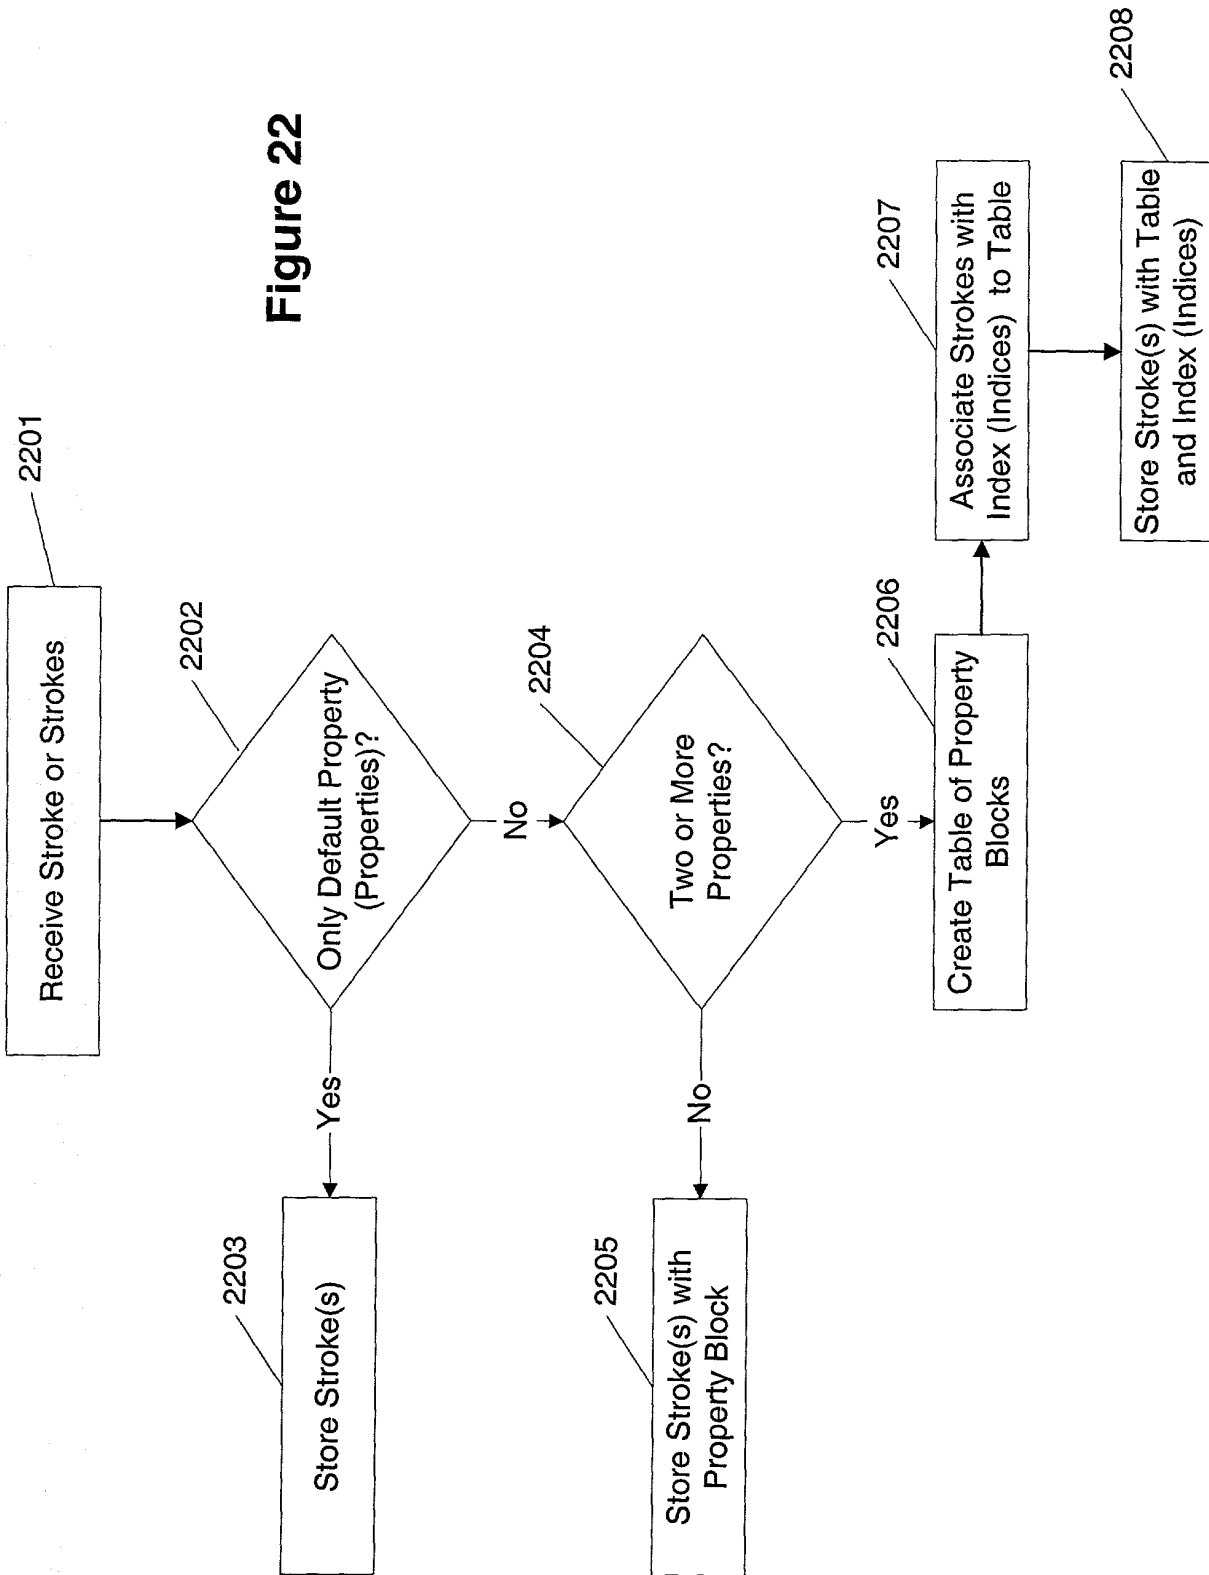 Figure 22
2201
Receive Stroke or Strokes
2202
Only Default Property
(Properties)?
Yes
2203
Store Stroke(s)
No
2204
Two or More
Properties?
No
2205
Store Stroke(s) with
Property Block
Yes
2206
Create Table of Property
Blocks
2207
Associate Strokes with
Index (Indices) to Table
2208
Store Stroke(s) with Table
and Index (Indices)